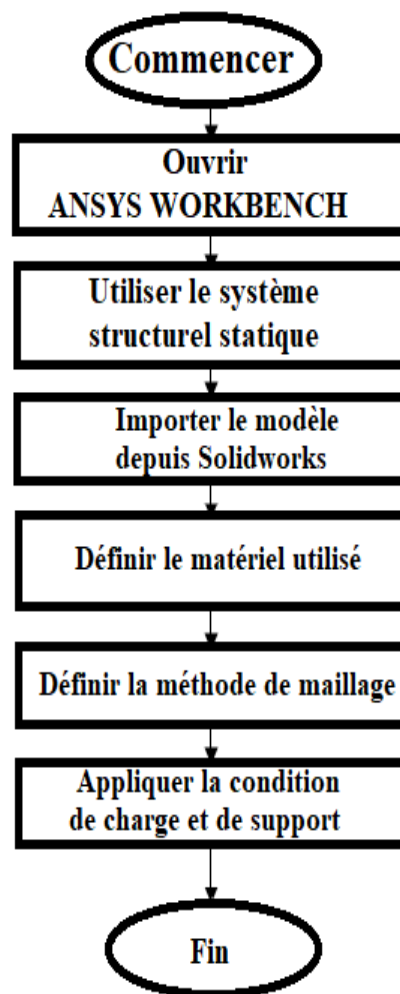 Commencer
Ouvrir
ANSYS WORKBENCH
Utiliser le système
structurel statique
Importer le modèle
depuis Solidworks
Définir le matériel utilisé
Définir la méthode de maillage
Appliquer la condition
de charge et de support
Fin